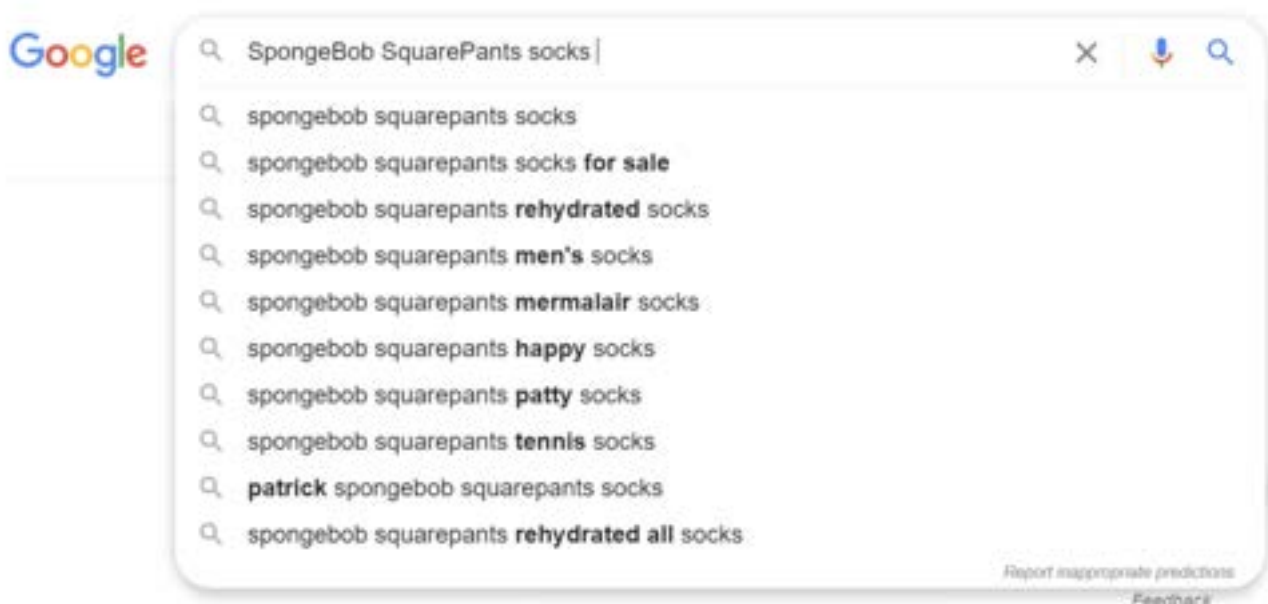 Google
SpongeBob SquarePants socks
spongebob squarepants socks
spongebob squarepants socks for sale
spongebob squarepants rehydrated socks
spongebob squarepants men's socks
spongebob squarepants mermalair socks
spongebob squarepants happy socks
spongebob squarepants patty socks
spongebob squarepants tennis socks
patrick spongebob squarepants socks
spongebob squarepants rehydrated all socks
Report inappropriate predictions
Feedback